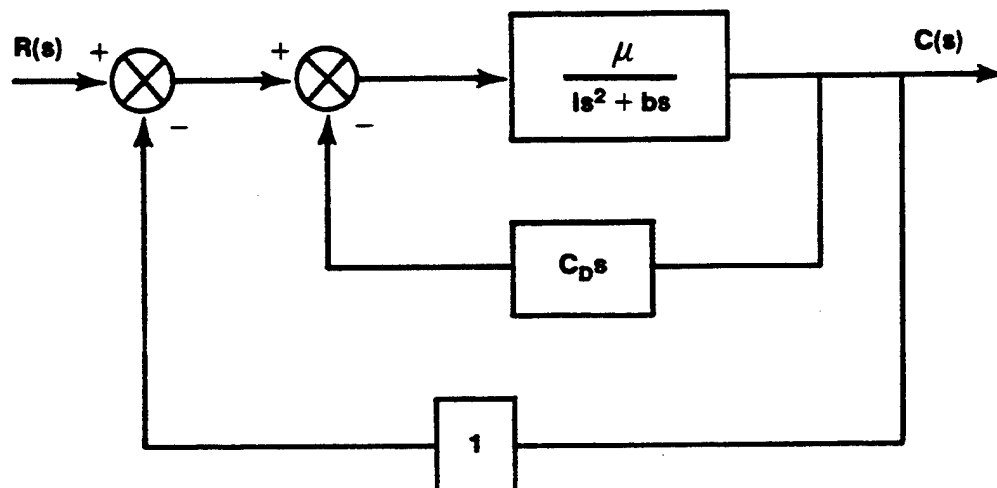 R(s)
+
−
+
−
μ
Is² + bs
C(s)
C_D s
1